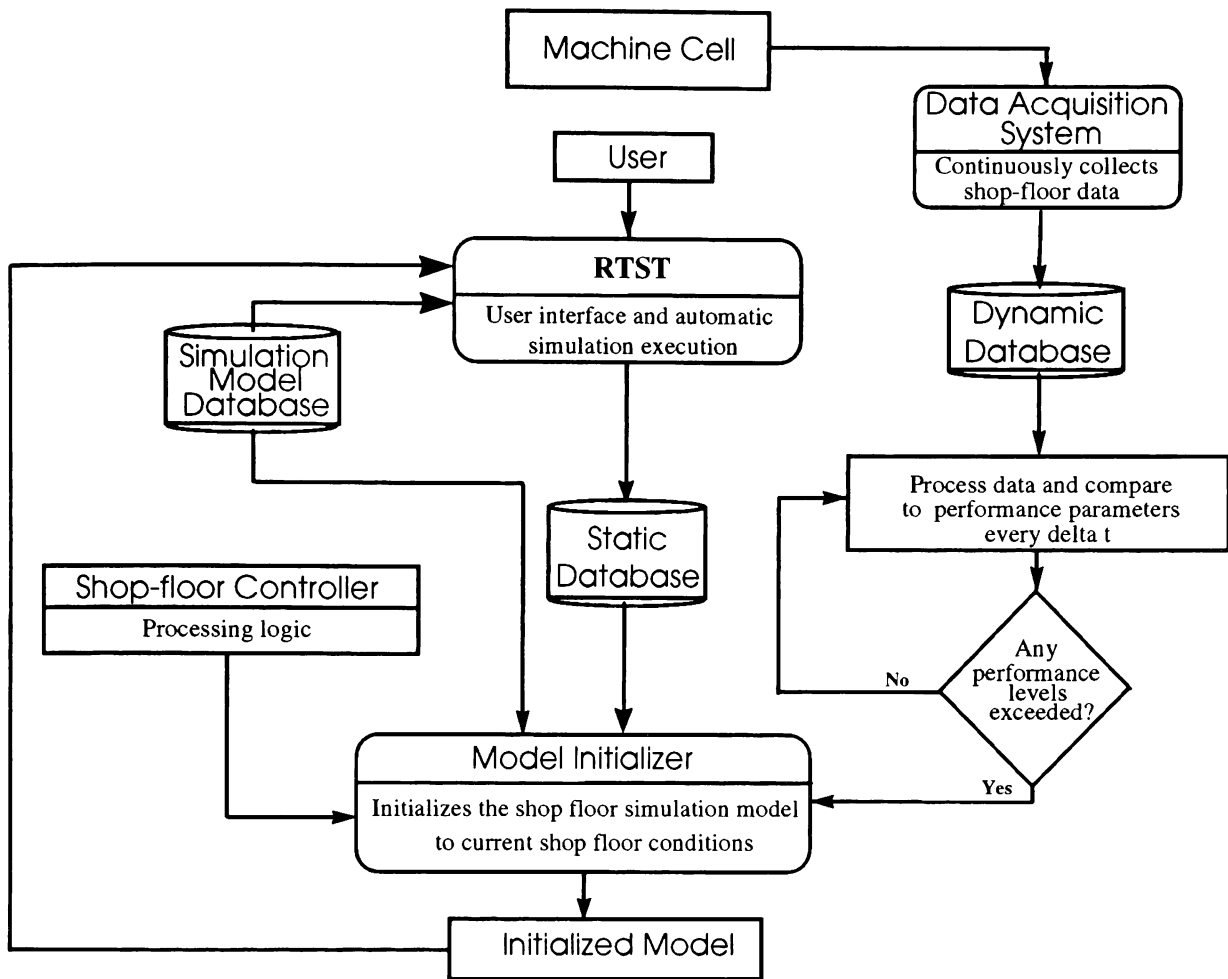 Machine Cell
Data Acquisition
System
Continuously collects
shop-floor data
User
RTST
User interface and automatic
simulation execution
Dynamic
Database
Simulation
Model
Database
Process data and compare
to performance parameters
every delta t
Static
Database
Shop-floor Controller
Processing logic
Any
performance
levels
exceeded?
No
Yes
Model Initializer
Initializes the shop floor simulation model
to current shop floor conditions
Initialized Model